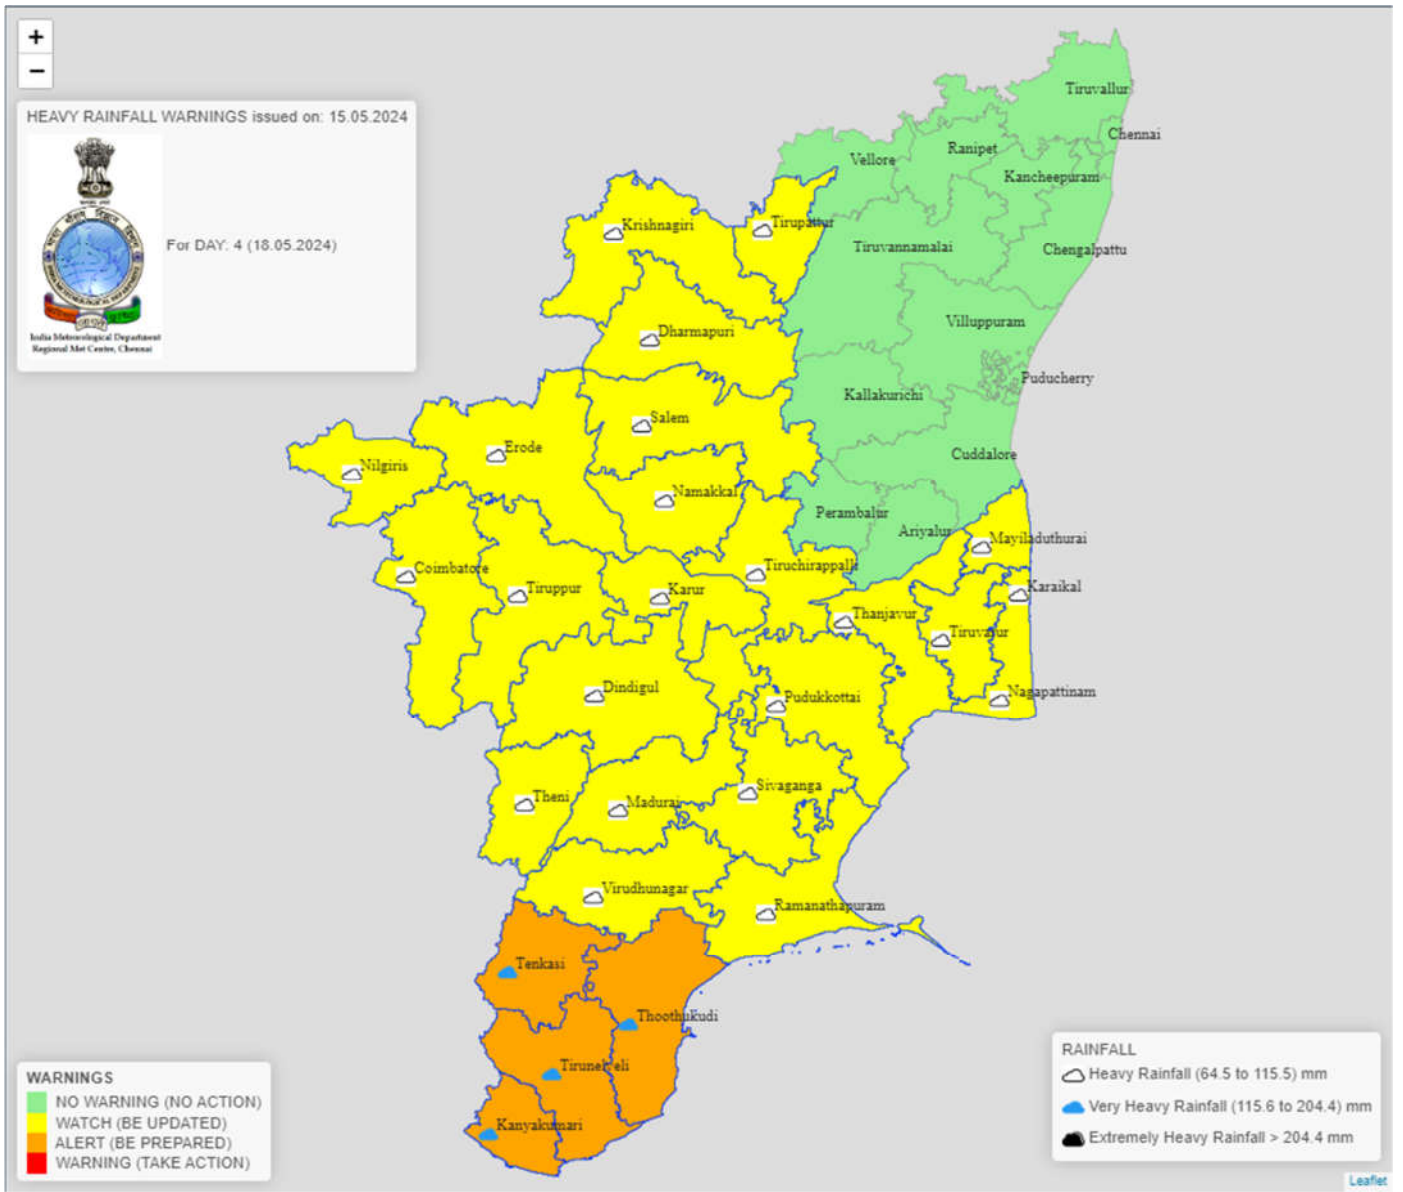 +
−
HEAVY RAINFALL WARNINGS issued on: 15.05.2024
For DAY: 4 (18.05.2024)
India Meteorological Department
Regional Met Centre, Chennai
Tiruvallur
Chennai
Ranipet
Vellore
Kancheepuram
Krishnagiri
Tirupattur
Tiruvannamalai
Chengalpattu
Villuppuram
Dharmapuri
Puducherry
Kallakurichi
Salem
Erode
Cuddalore
Nilgiris
Namakkal
Perambalur
Ariyalur
Mayiladuthurai
Coimbatore
Tiruchirappalli
Tiruppur
Karur
Karaikal
Thanjavur
Tiruvarur
Dindigul
Pudukkottai
Nagapattinam
Theni
Madurai
Sivaganga
Virudhunagar
Ramanathapuram
Tenkasi
Thoothukudi
Tirunelveli
Kanyakumari
WARNINGS
NO WARNING (NO ACTION)
WATCH (BE UPDATED)
ALERT (BE PREPARED)
WARNING (TAKE ACTION)
RAINFALL
Heavy Rainfall (64.5 to 115.5) mm
Very Heavy Rainfall (115.6 to 204.4) mm
Extremely Heavy Rainfall > 204.4 mm
Leaflet